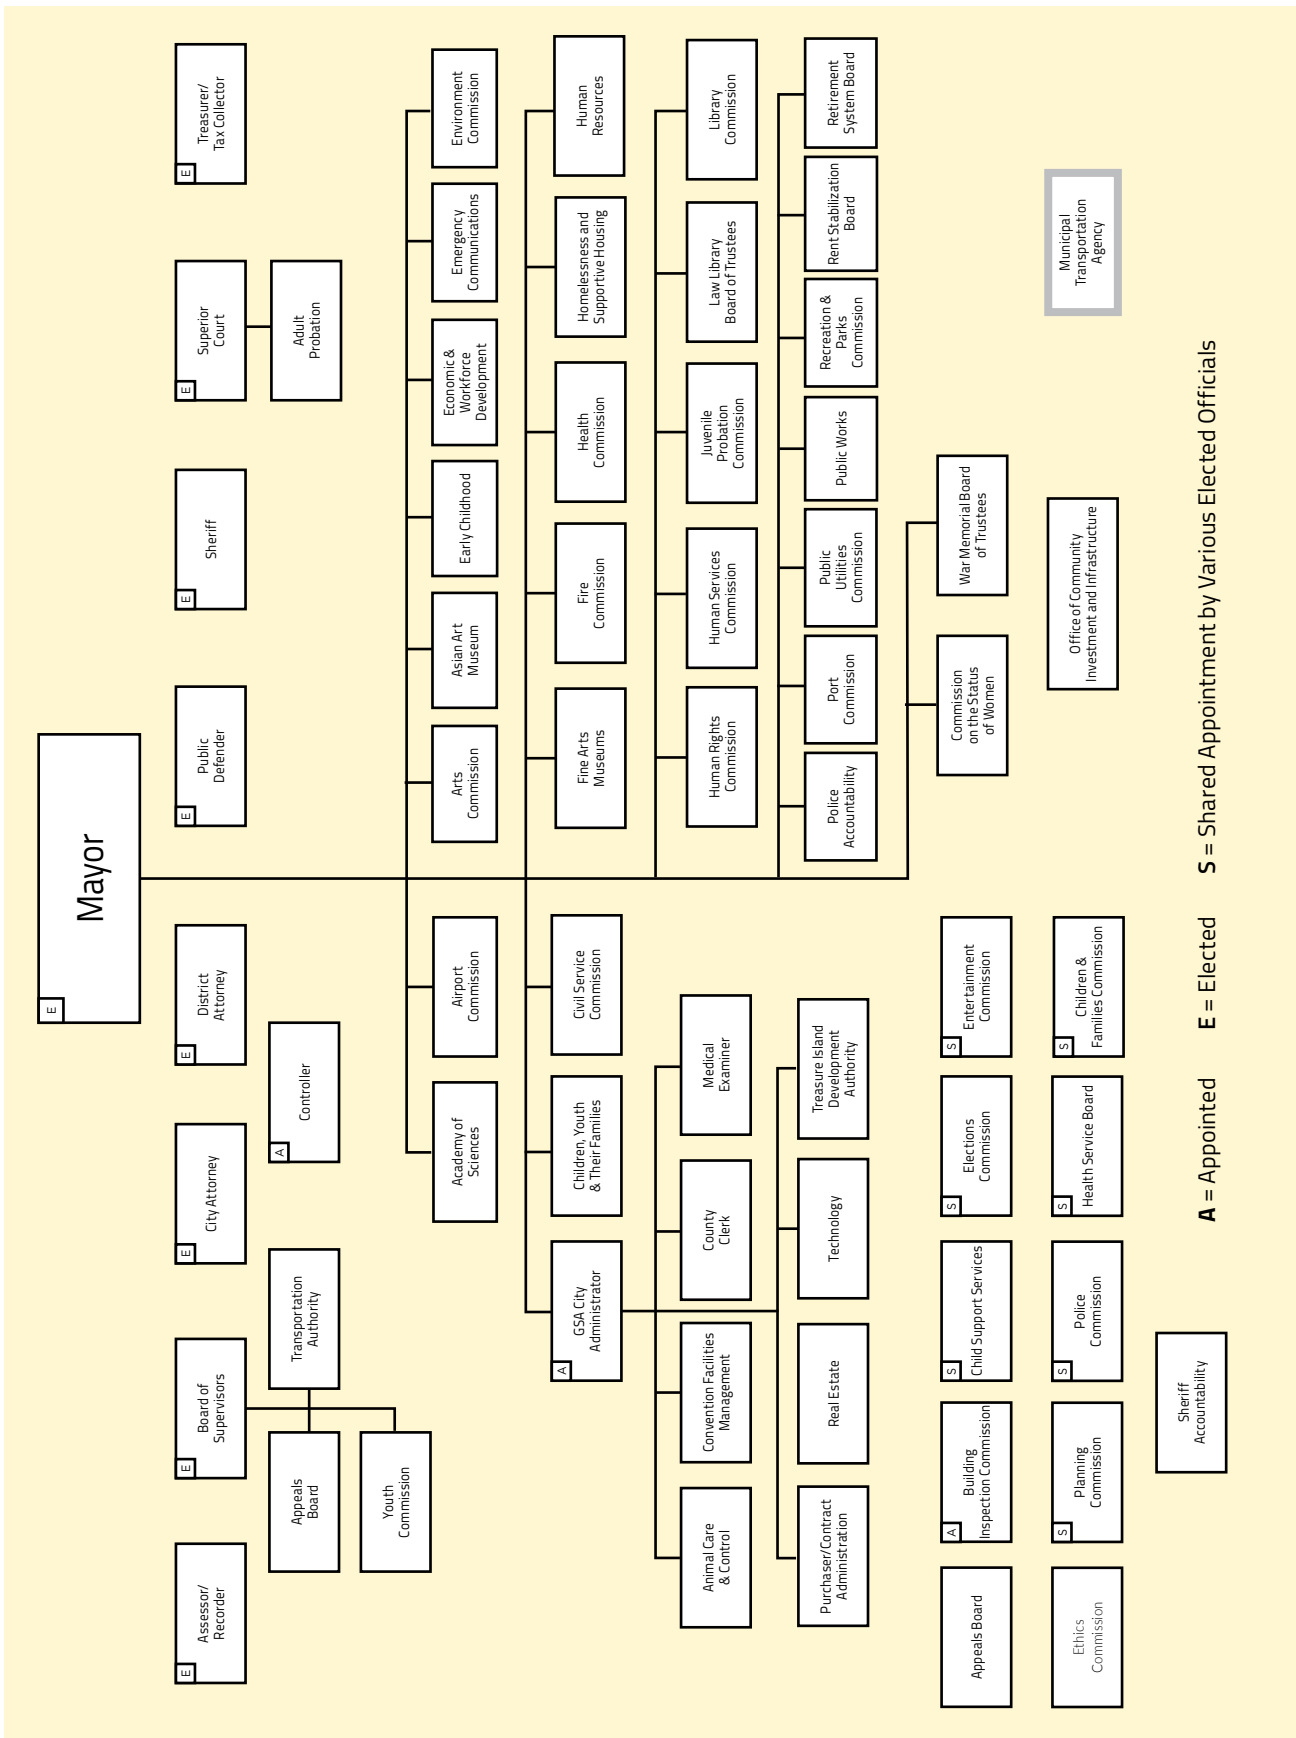 E
Mayor
E
Assessor/
Recorder
E
Board of
Supervisors
E
City Attorney
E
District
Attorney
E
Public
Defender
E
Sheriff
E
Superior
Court
E
Treasurer/
Tax Collector
Appeals
Board
Transportation
Authority
A
Controller
Adult
Probation
Youth
Commission
Academy of
Sciences
Airport
Commission
Arts
Commission
Asian Art
Museum
Early Childhood
Economic &
Workforce
Development
Emergency
Communications
Environment
Commission
A
GSA City
Administrator
Children, Youth
& Their Families
Civil Service
Commission
Fine Arts
Museums
Fire
Commission
Health
Commission
Homelessness and
Supportive Housing
Human
Resources
Animal Care
& Control
Convention Facilities
Management
County
Clerk
Medical
Examiner
Human Rights
Commission
Human Services
Commission
Juvenile
Probation
Commission
Law Library
Board of Trustees
Library
Commission
Purchaser/Contract
Administration
Real Estate
Technology
Treasure Island
Development
Authority
Police
Accountability
Port
Commission
Public
Utilities
Commission
Public Works
Recreation &
Parks
Commission
Rent Stabilization
Board
Retirement
System Board
Appeals Board
A
Building
Inspection Commission
S
Child Support Services
S
Elections
Commission
S
Entertainment
Commission
Commission
on the Status
of Women
War Memorial Board
of Trustees
Ethics
Commission
S
Planning
Commission
S
Police
Commission
S
Health Service Board
S
Children &
Families Commission
Office of Community
Investment and Infrastructure
Municipal
Transportation
Agency
Sheriff
Accountability
A = Appointed E = Elected S = Shared Appointment by Various Elected Officials